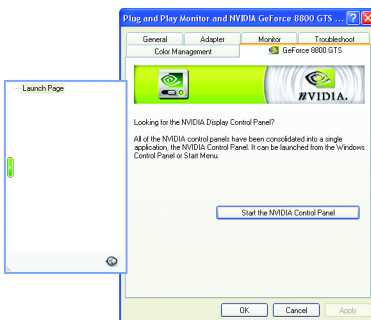 Plug and Play Monitor and NVIDIA GeForce 8800 GTS ...
General Adapter Monitor Troubleshoot
Color Management GeForce 8800 GTS
NVIDIA.
Launch Page
Looking for the NVIDIA Display Control Panel?
All of the NVIDIA control panels have been consolidated into a single
application, the NVIDIA Control Panel. It can be launched from the Windows
Control Panel or Start Menu.
Start the NVIDIA Control Panel
OK Cancel Apply